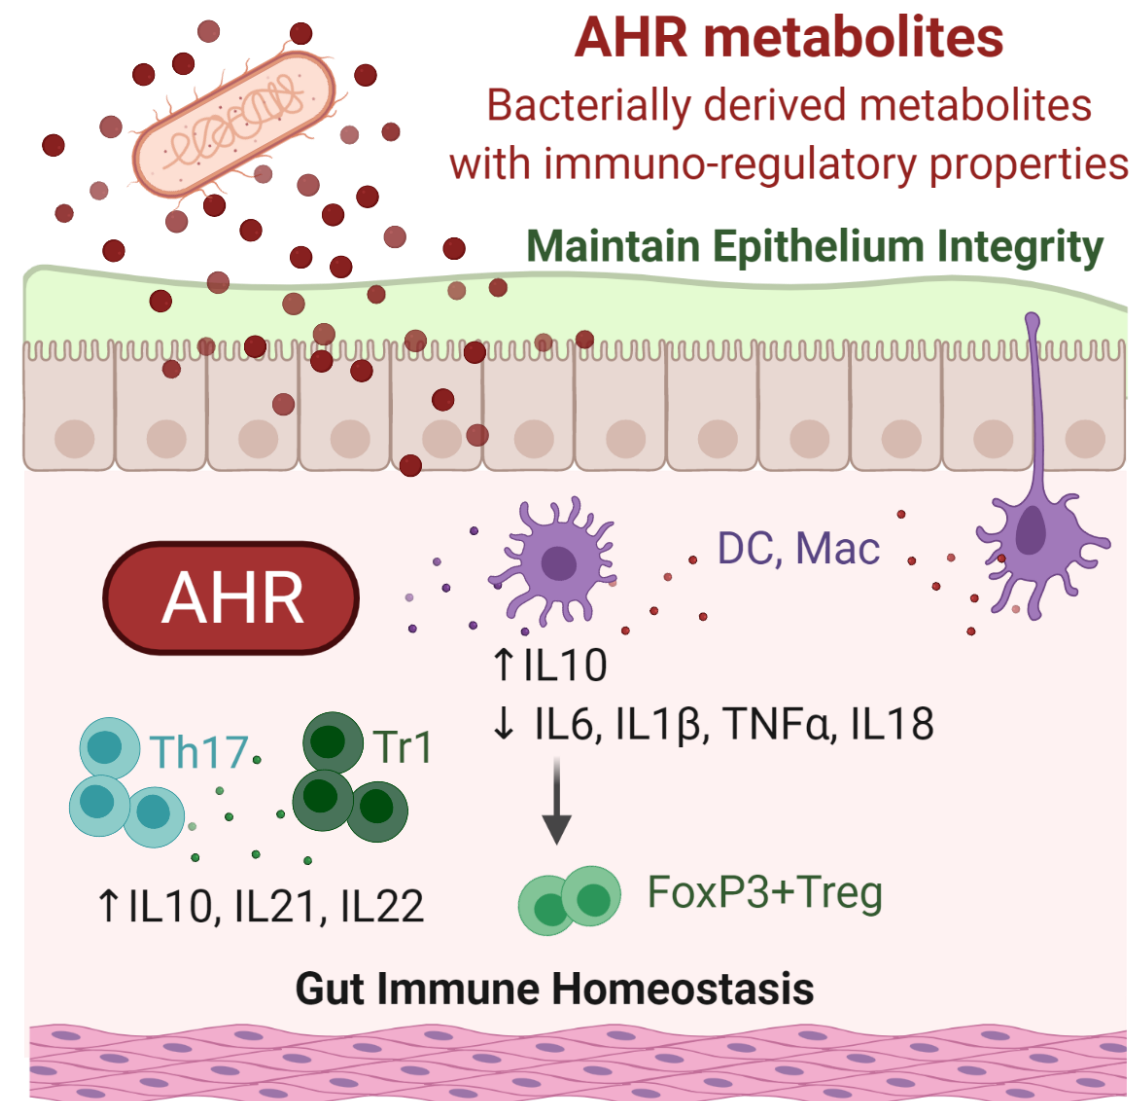 AHR metabolites
Bacterially derived metabolites
with immuno-regulatory properties
Maintain Epithelium Integrity
DC, Mac
AHR
↑IL10
↓ IL6, IL1β, TNFα, IL18
Th17
Tr1
↑IL10, IL21, IL22
FoxP3+Treg
Gut Immune Homeostasis